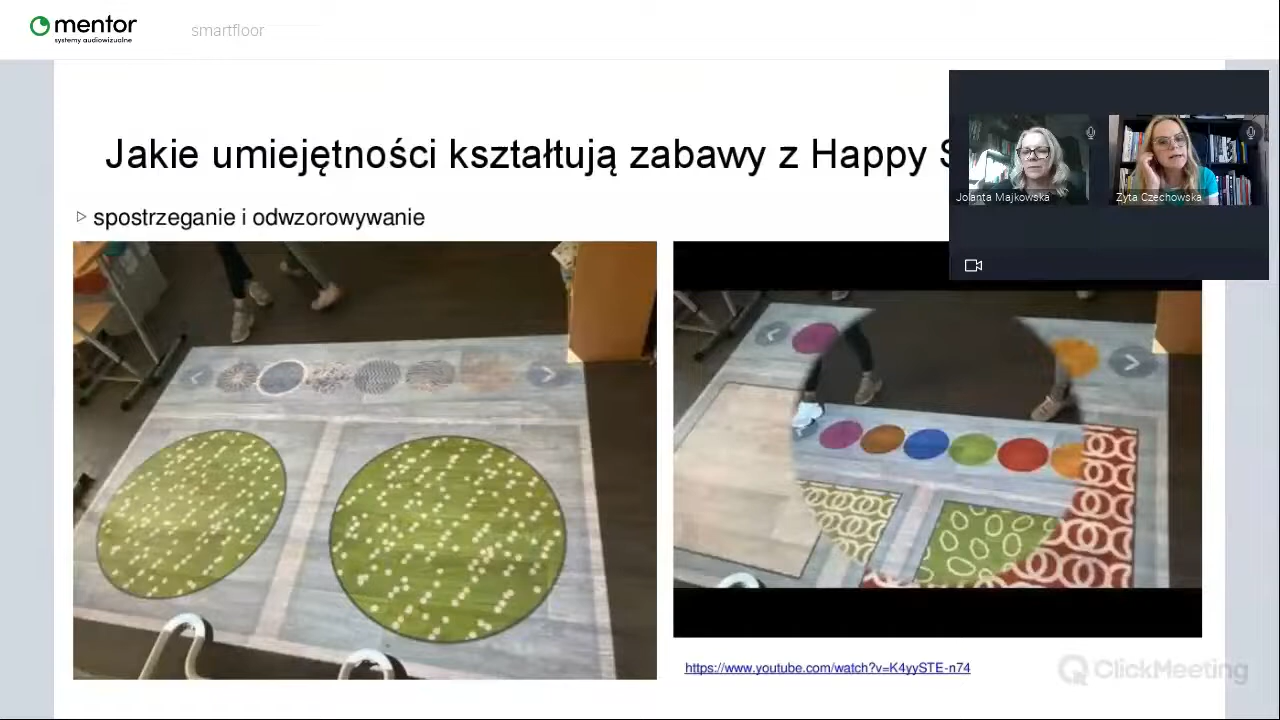 mentor
systemy audiowizualne
smartfloor
Jakie umiejętności kształtują zabawy z Happy S
Jolanta Majkowska
Zyta Czechowska
spostrzeganie i odwzorowywanie
https://www.youtube.com/watch?v=K4yySTE-n74
ClickMeeting